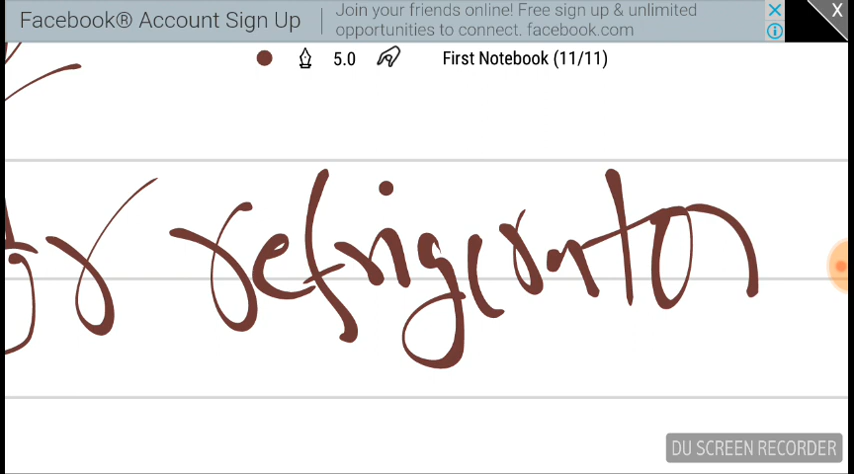 Facebook® Account Sign Up
Join your friends online! Free sign up & unlimited
opportunities to connect. facebook.com
X
5.0
First Notebook (11/11)
refrigerator
DU SCREEN RECORDER